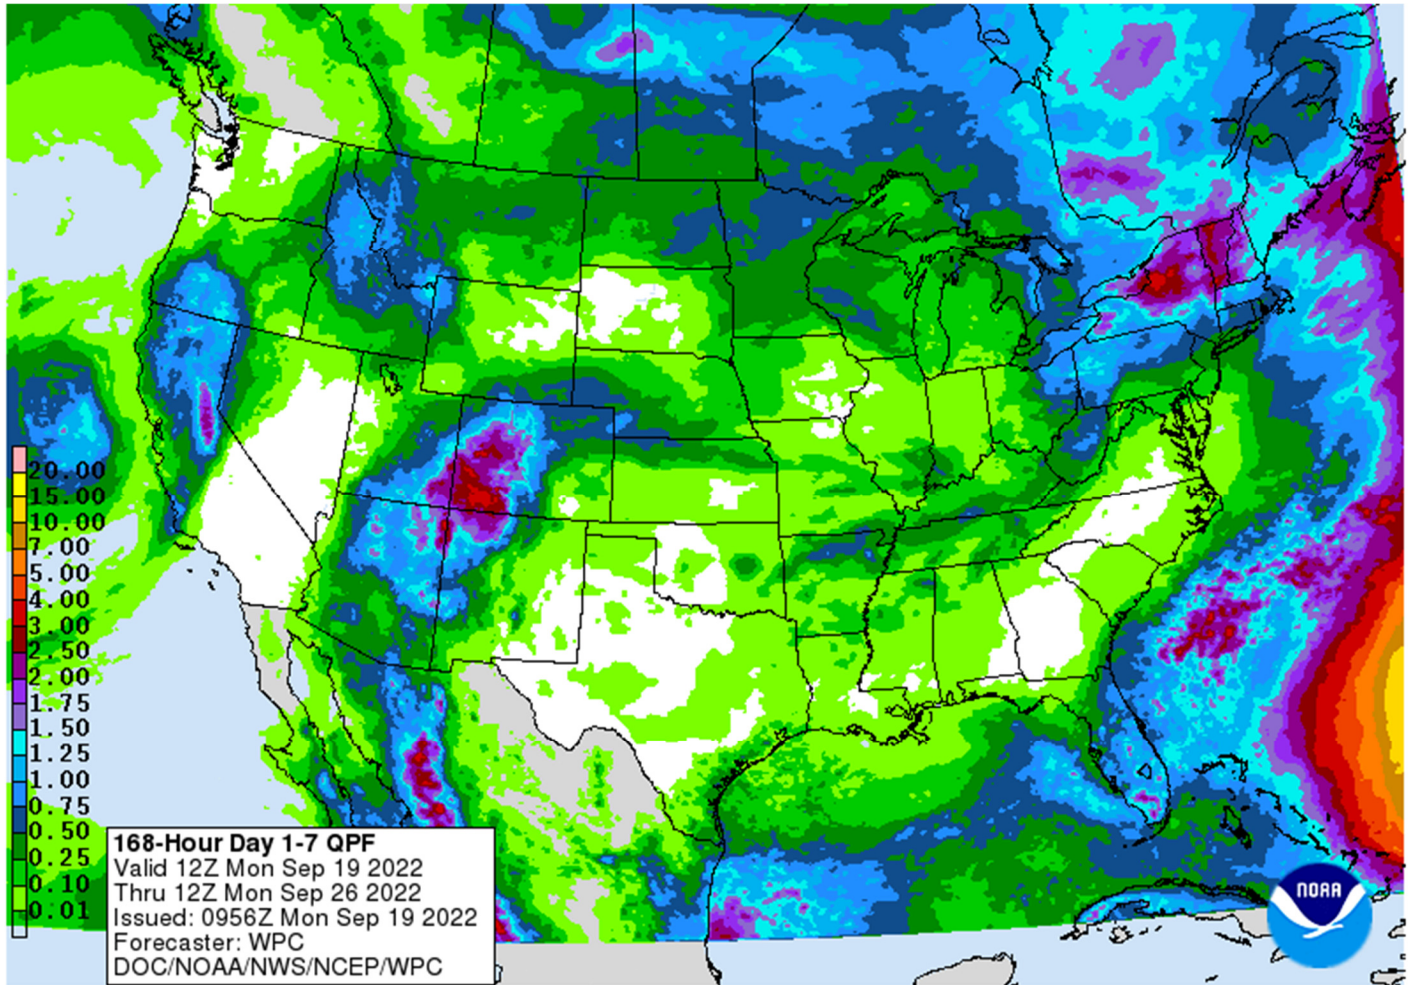 20.00
15.00
10.00
7.00
5.00
4.00
3.00
2.50
2.00
1.75
1.50
1.25
1.00
0.75
0.50
0.25
0.10
0.01
168-Hour Day 1-7 QPF
Valid 12Z Mon Sep 19 2022
Thru 12Z Mon Sep 26 2022
Issued: 0956Z Mon Sep 19 2022
Forecaster: WPC
DOC/NOAA/NWS/NCEP/WPC
NOAA